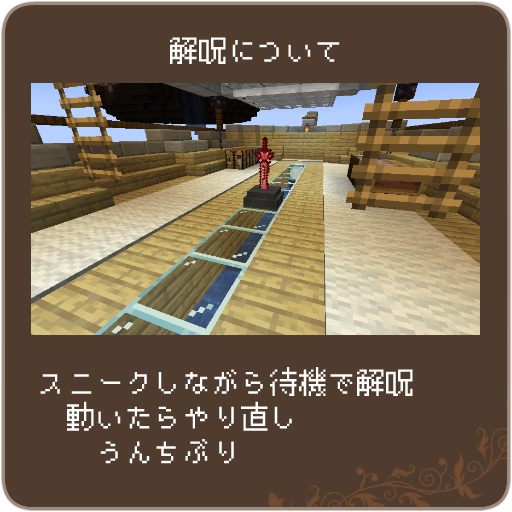 解呪について
スニークしながら待機で解呪
動いたらやり直し
うんちぶり